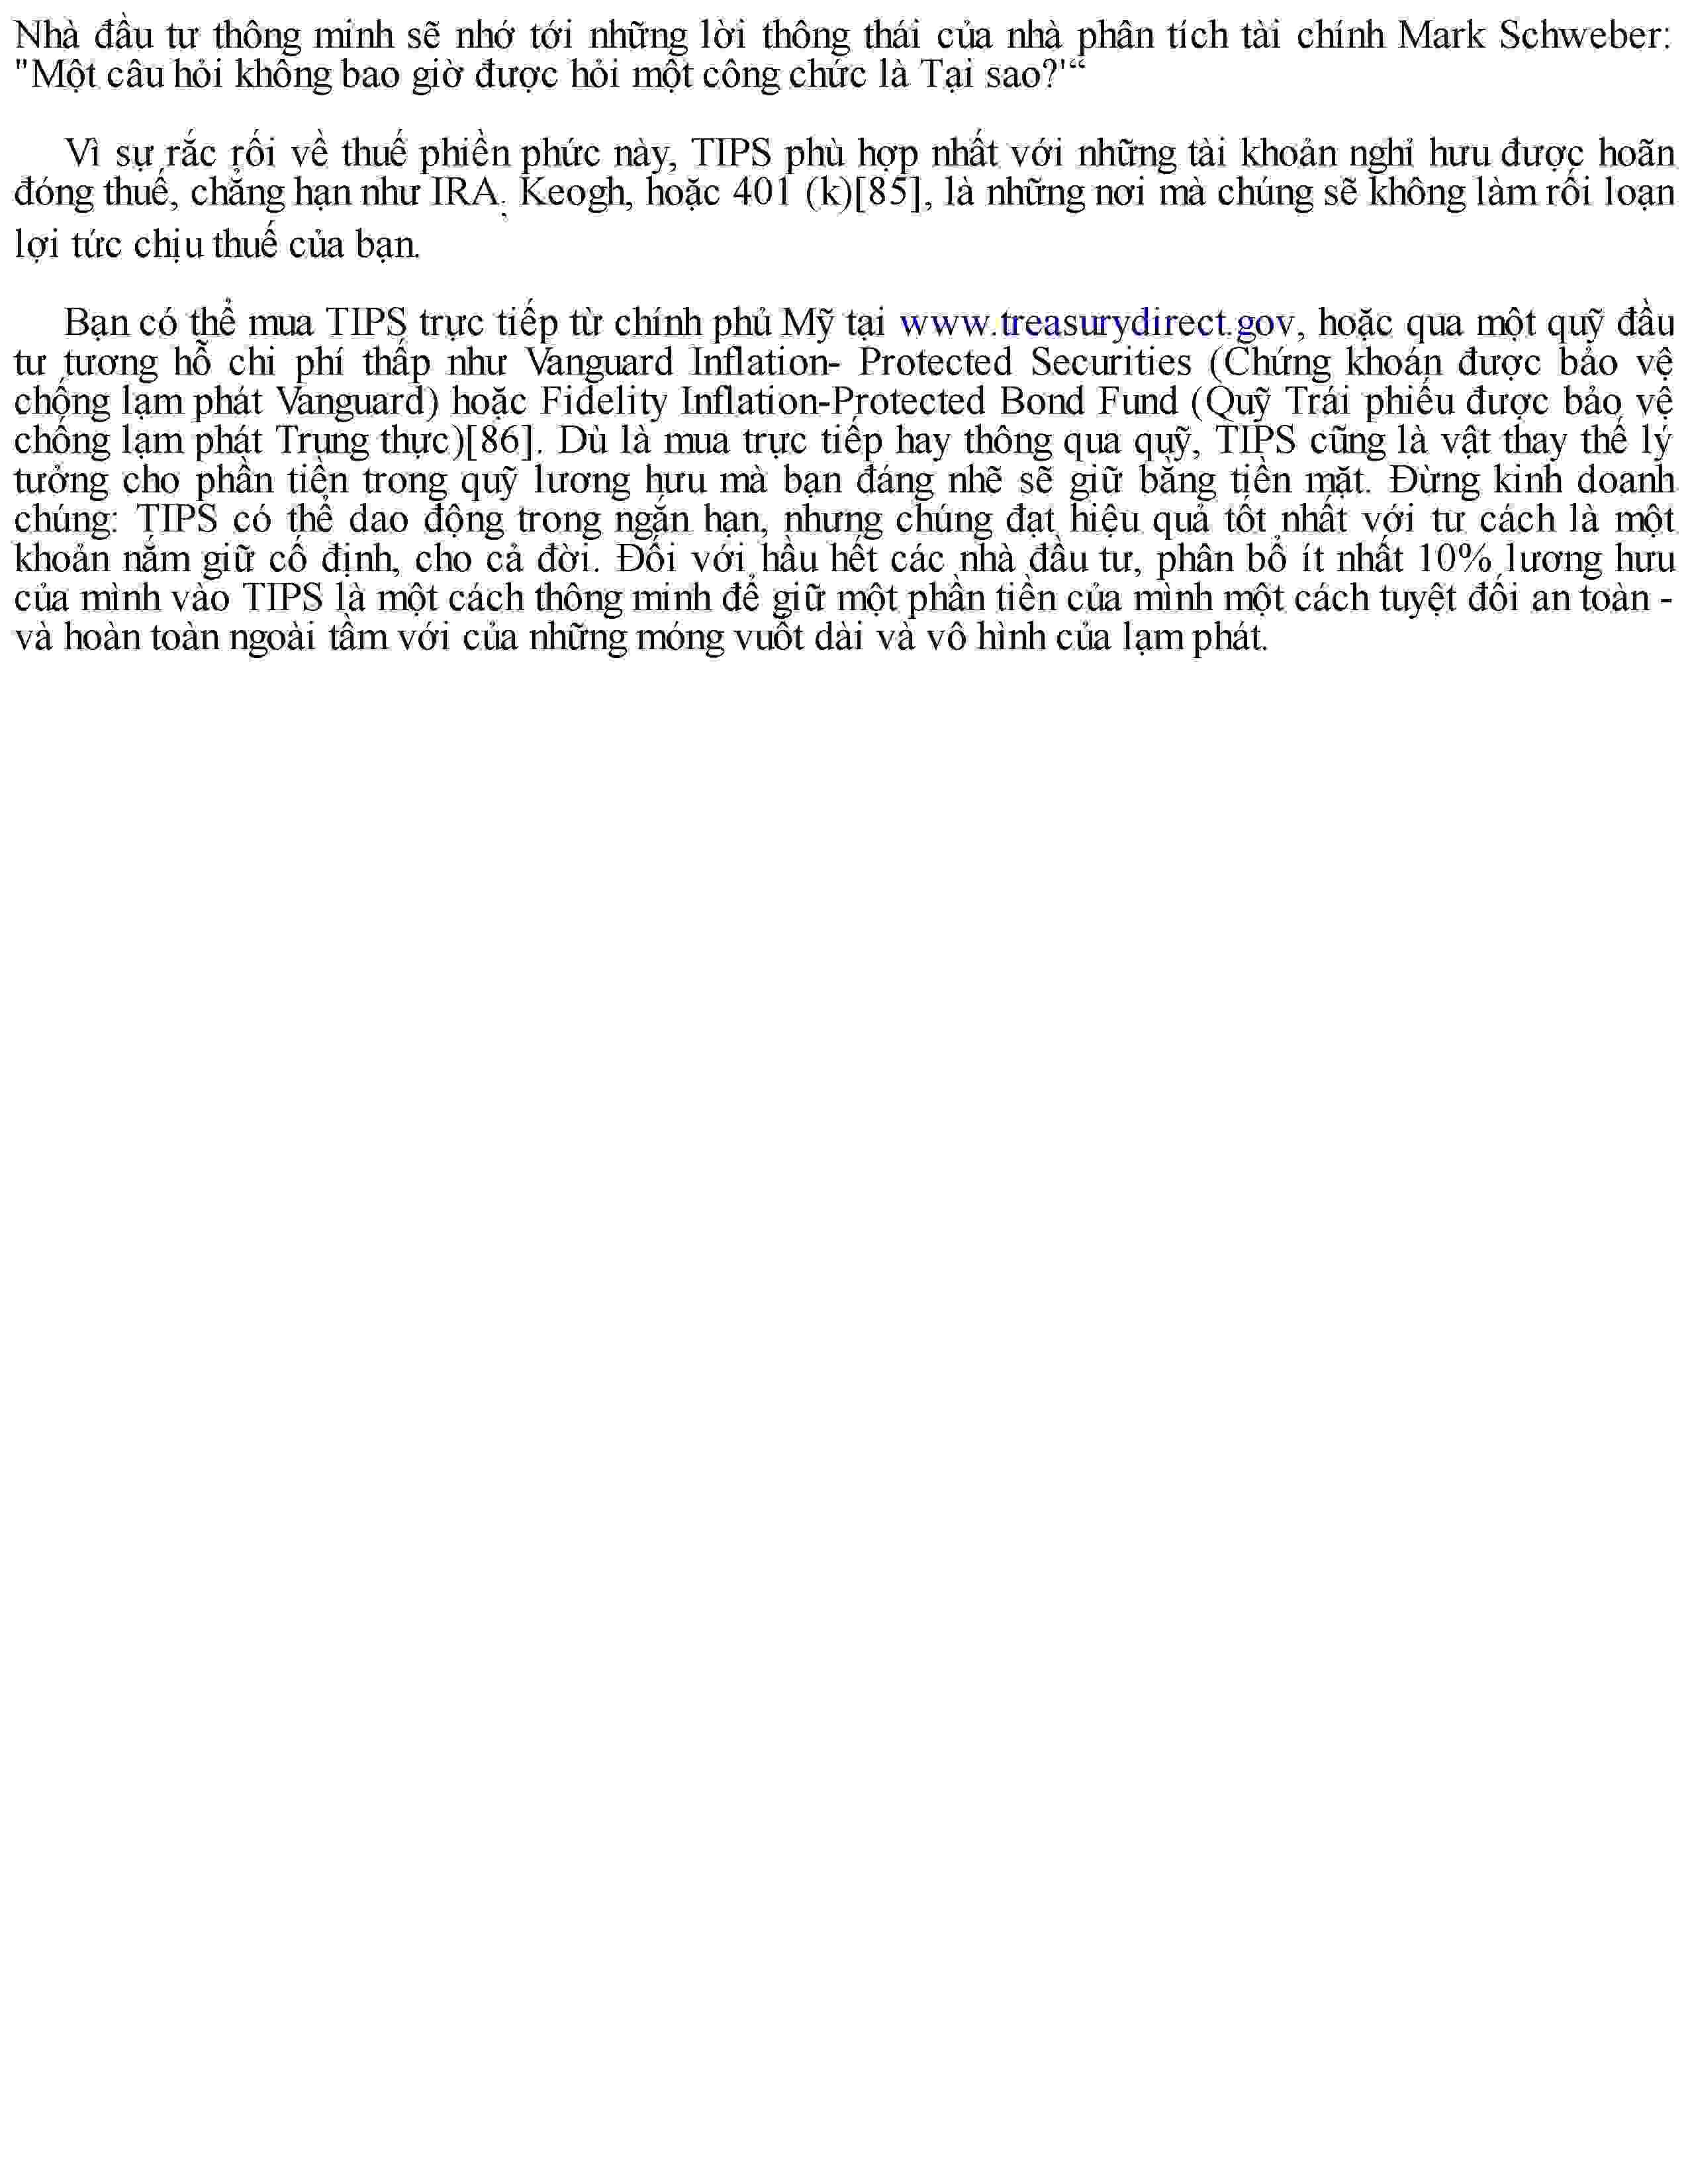 Nhà đầu tư thông minh sẽ nhớ tới những lời thông thái của nhà phân tích tài chính Mark Schweber:
"Một câu hỏi không bao giờ được hỏi một công chức là Tại sao?'“
Vì sự rắc rối về thuế phiền phức này, TIPS phù hợp nhất với những tài khoản nghỉ hưu được hoãn
đóng thuế, chẳng hạn như IRA. Keogh, hoặc 401 (k)[85], là những nơi mà chúng sẽ không làm rối loạn
lợi tức chịu thuế của bạn.
Bạn có thể mua TIPS trực tiếp từ chính phủ Mỹ tại www.treasurydirect.gov, hoặc qua một quỹ đầu
tư tương hỗ chi phí thấp như Vanguard Inflation- Protected Securities (Chứng khoán được bảo vệ
chống lạm phát Vanguard) hoặc Fidelity Inflation-Protected Bond Fund (Quỹ Trái phiếu được bảo vệ
chống lạm phát Trung thực)[86]. Dù là mua trực tiếp hay thông qua quỹ, TIPS cũng là vật thay thế lý
tưởng cho phần tiền trong quỹ lương hưu mà bạn đáng nhẽ sẽ giữ bằng tiền mặt. Đừng kinh doanh
chúng: TIPS có thể dao động trong ngắn hạn, nhưng chúng đạt hiệu quả tốt nhất với tư cách là một
khoản nắm giữ cố định, cho cả đời. Đối với hầu hết các nhà đầu tư, phân bổ ít nhất 10% lương hưu
của mình vào TIPS là một cách thông minh để giữ một phần tiền của mình một cách tuyệt đối an toàn -
và hoàn toàn ngoài tầm với của những móng vuốt dài và vô hình của lạm phát.